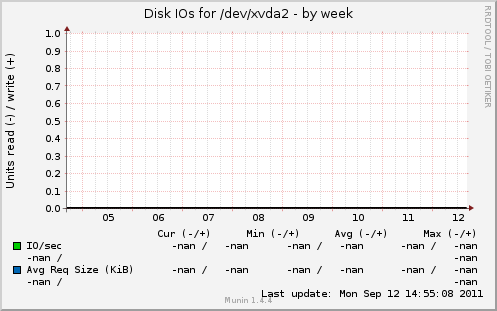 Disk IOs for /dev/xvda2 - by week
RRDTOOL / TOBI OETIKER
Units read (-) / write (+)
1.0
0.9
0.8
0.7
0.6
0.5
0.4
0.3
0.2
0.1
0.0
05 06 07 08 09 10 11 12
Cur (-/+) Min (-/+) Avg (-/+) Max (-/+)
IO/sec -nan / -nan -nan / -nan -nan / -nan
-nan / -nan
Avg Req Size (KiB) -nan / -nan -nan / -nan -nan / -nan
-nan / -nan
Last update: Mon Sep 12 14:55:08 2011
Munin 1.4.4